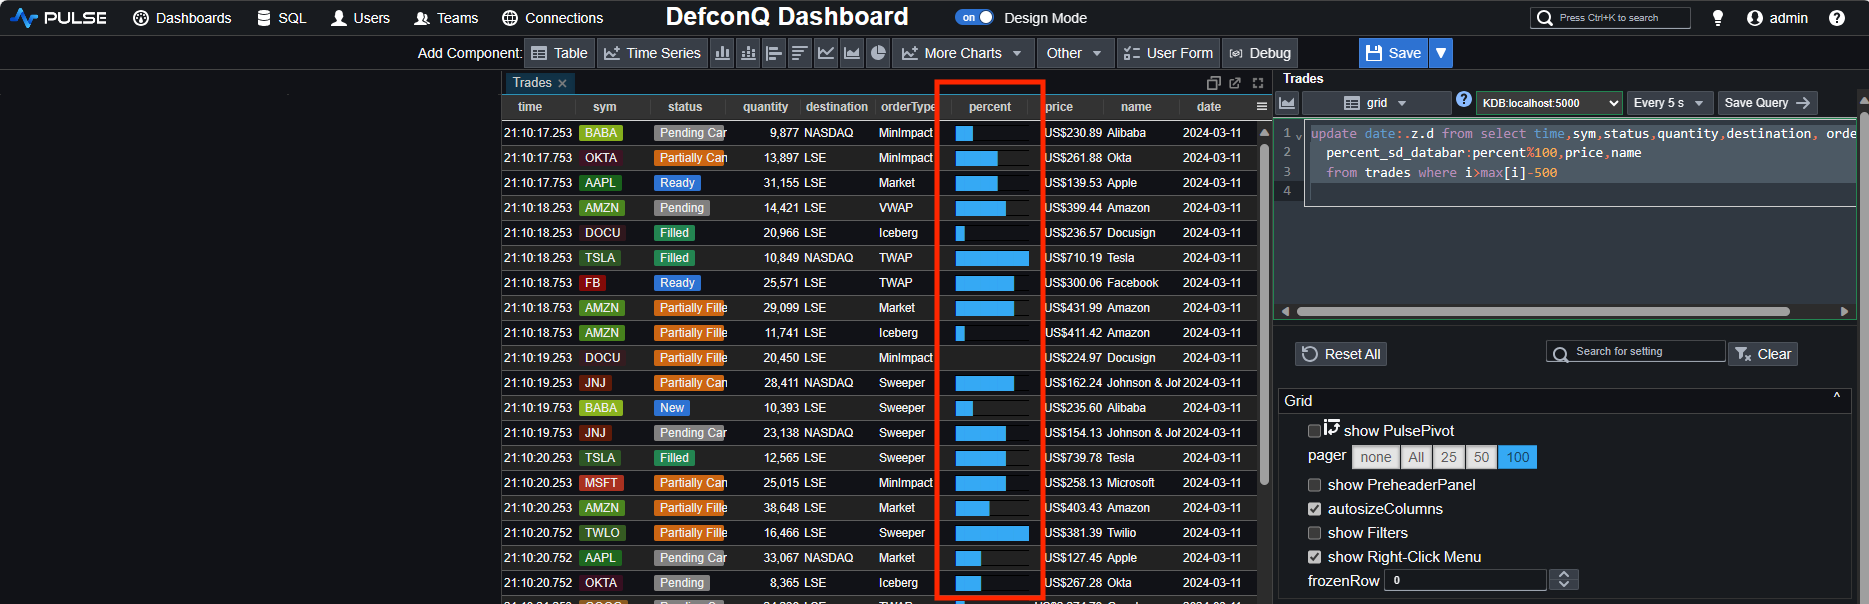 PULSE Dashboards SQL Users Teams Connections DefconQ Dashboard on Design Mode Press Ctrl+K to search admin
Add Component: Table Time Series More Charts Other User Form Debug Save
Trades
time sym status quantity destination orderType percent price name date
21:10:17.253 BABA Pending Can 9,877 NASDAQ MinImpact US$230.89 Alibaba 2024-03-11
21:10:17.753 OKTA Partially Can 13,897 LSE MinImpact US$261.88 Okta 2024-03-11
21:10:17.753 AAPL Ready 31,155 LSE Market US$139.53 Apple 2024-03-11
21:10:18.253 AMZN Pending 14,421 LSE VWAP US$399.44 Amazon 2024-03-11
21:10:18.253 DOCU Filled 20,966 LSE Iceberg US$236.57 Docusign 2024-03-11
21:10:18.253 TSLA Filled 10,849 NASDAQ TWAP US$710.19 Tesla 2024-03-11
21:10:18.753 FB Ready 25,571 LSE TWAP US$300.06 Facebook 2024-03-11
21:10:18.753 AMZN Partially Fille 29,099 LSE Market US$431.99 Amazon 2024-03-11
21:10:18.753 AMZN Partially Fille 11,741 LSE Iceberg US$411.42 Amazon 2024-03-11
21:10:19.253 DOCU Partially Fille 20,450 LSE MinImpact US$224.97 Docusign 2024-03-11
21:10:19.253 JNJ Partially Can 28,411 NASDAQ Sweeper US$162.24 Johnson & Joh 2024-03-11
21:10:19.753 BABA New 10,393 LSE Sweeper US$235.60 Alibaba 2024-03-11
21:10:19.753 JNJ Pending Can 23,138 NASDAQ Sweeper US$154.13 Johnson & Joh 2024-03-11
21:10:20.253 TSLA Filled 12,565 LSE Sweeper US$739.78 Tesla 2024-03-11
21:10:20.253 MSFT Partially Can 25,015 LSE MinImpact US$258.13 Microsoft 2024-03-11
21:10:20.253 AMZN Partially Fille 38,648 LSE Market US$403.43 Amazon 2024-03-11
21:10:20.752 TWLO Partially Fille 16,466 LSE Sweeper US$381.39 Twilio 2024-03-11
21:10:20.752 AAPL Pending Can 33,067 NASDAQ Market US$127.45 Apple 2024-03-11
21:10:20.752 OKTA Pending 8,365 LSE Iceberg US$267.28 Okta 2024-03-11
Trades
grid KDB:localhost:5000 Every 5 s Save Query
1 update date:.z.d from select time,sym,status,quantity,destination, orde
2 percent_sd_databar:percent%100,price,name
3 from trades where i>max[i]-500
4
Reset All Search for setting Clear
Grid
show PulsePivot
pager none All 25 50 100
show PreheaderPanel
autosizeColumns
show Filters
show Right-Click Menu
frozenRow 0